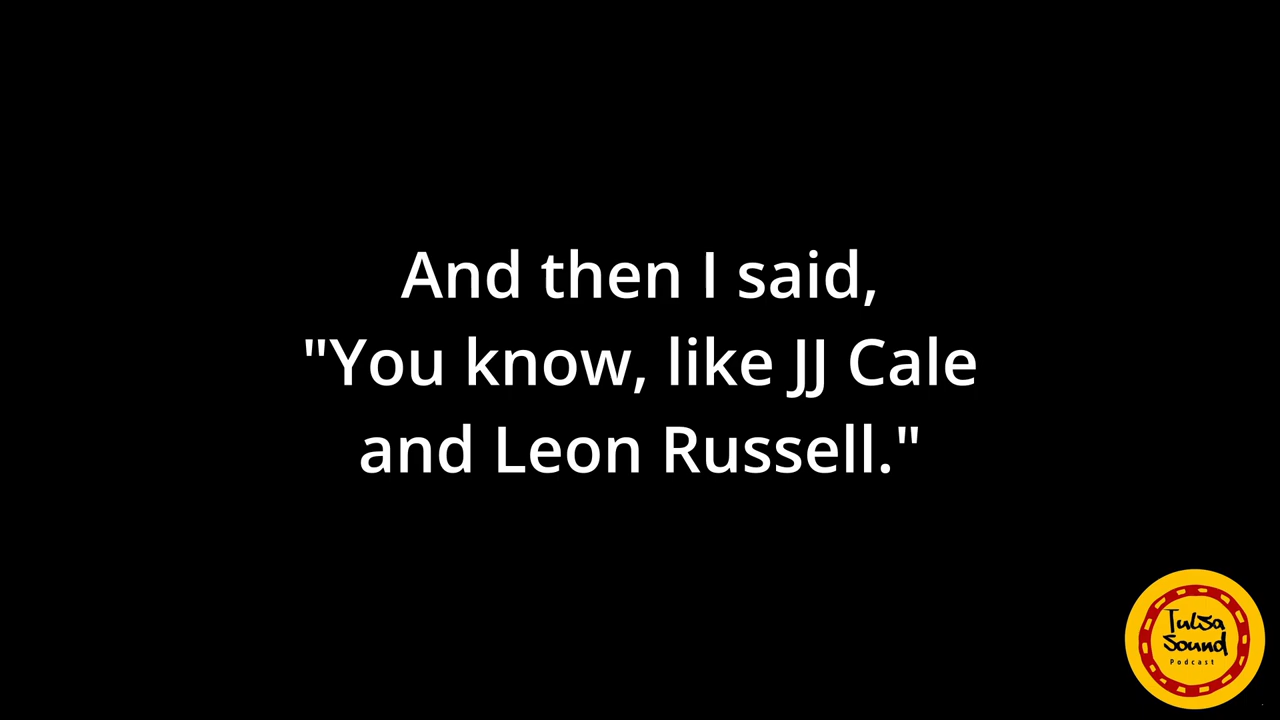 And then I said,
"You know, like JJ Cale
and Leon Russell."
Tulsa
Sound
Podcast